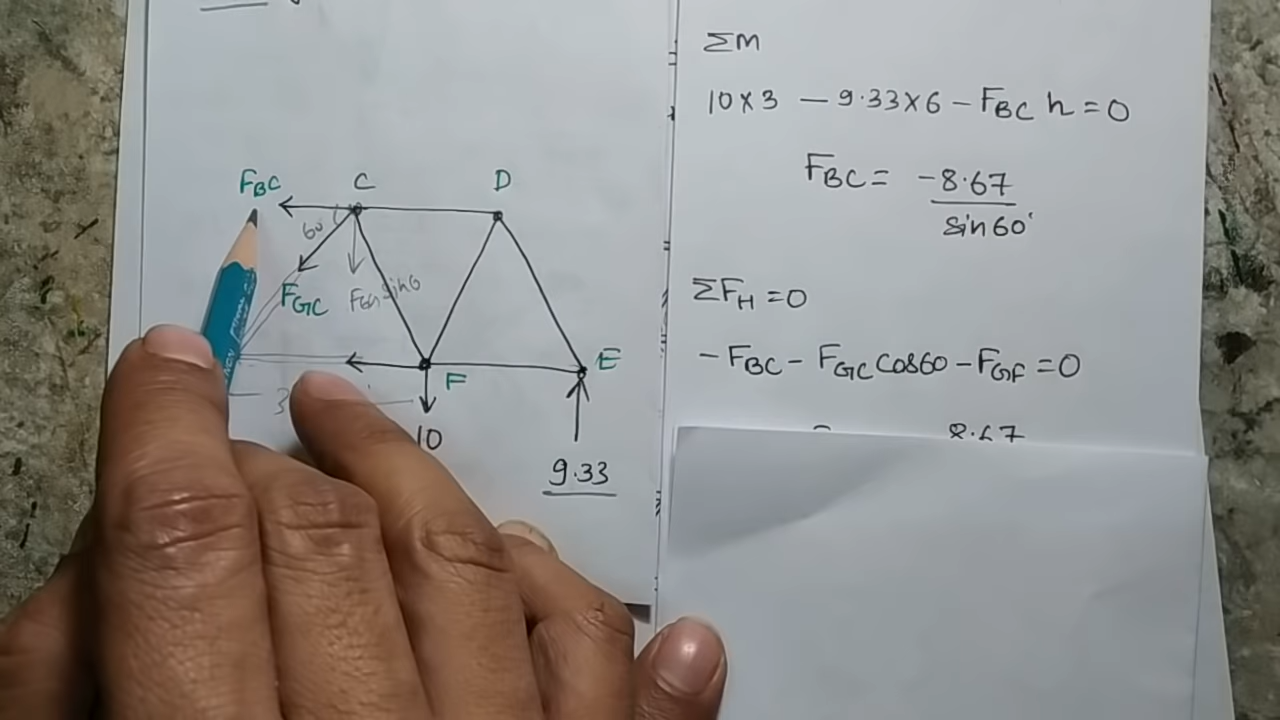 ΣM
10×3 — 9.33×6 – FBC h = 0
FBC = -8.67
sin60°
ΣFH = 0
- FBC - FGC Cos60 - FGF = 0
8.67
FBC
C
D
60°
FGC
F
E
3
10
9.33